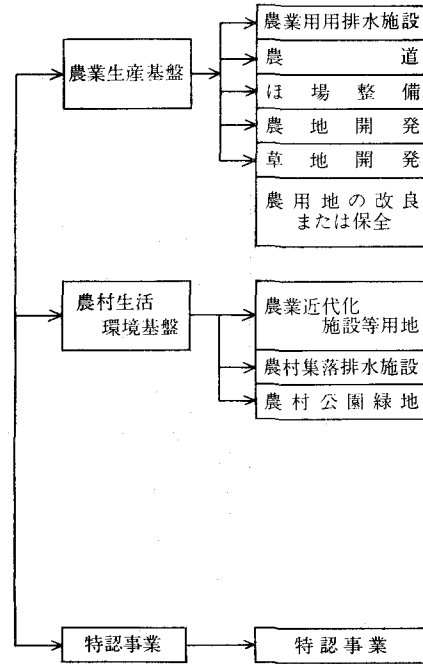 農業生産基盤
農業用用排水施設
農道
ほ場整備
農地開発
草地開発
農用地の改良
または保全
農村生活
環境基盤
農業近代化
施設等用地
農村集落排水施設
農村公園緑地
特認事業
特認事業